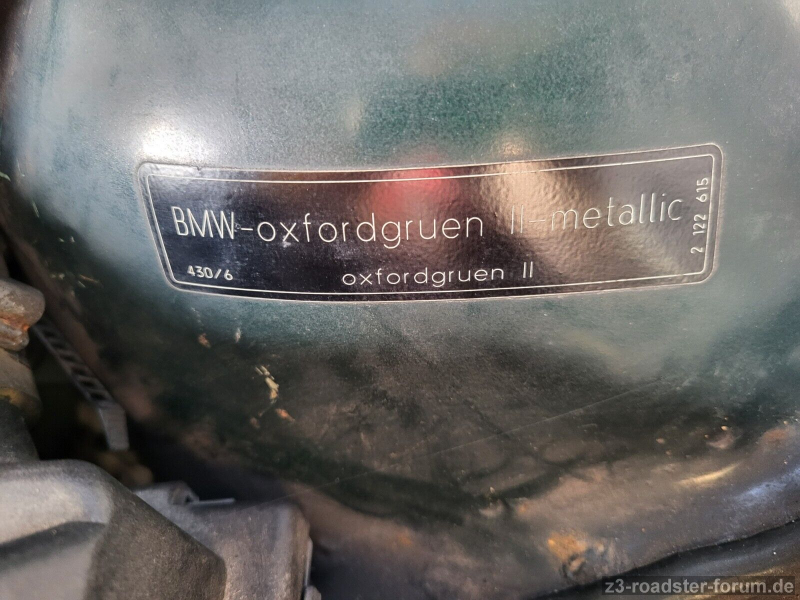 BMW-oxfordgruen II-metallic
430/6
oxfordgruen II
2 122 615
z3-roadster-forum.de